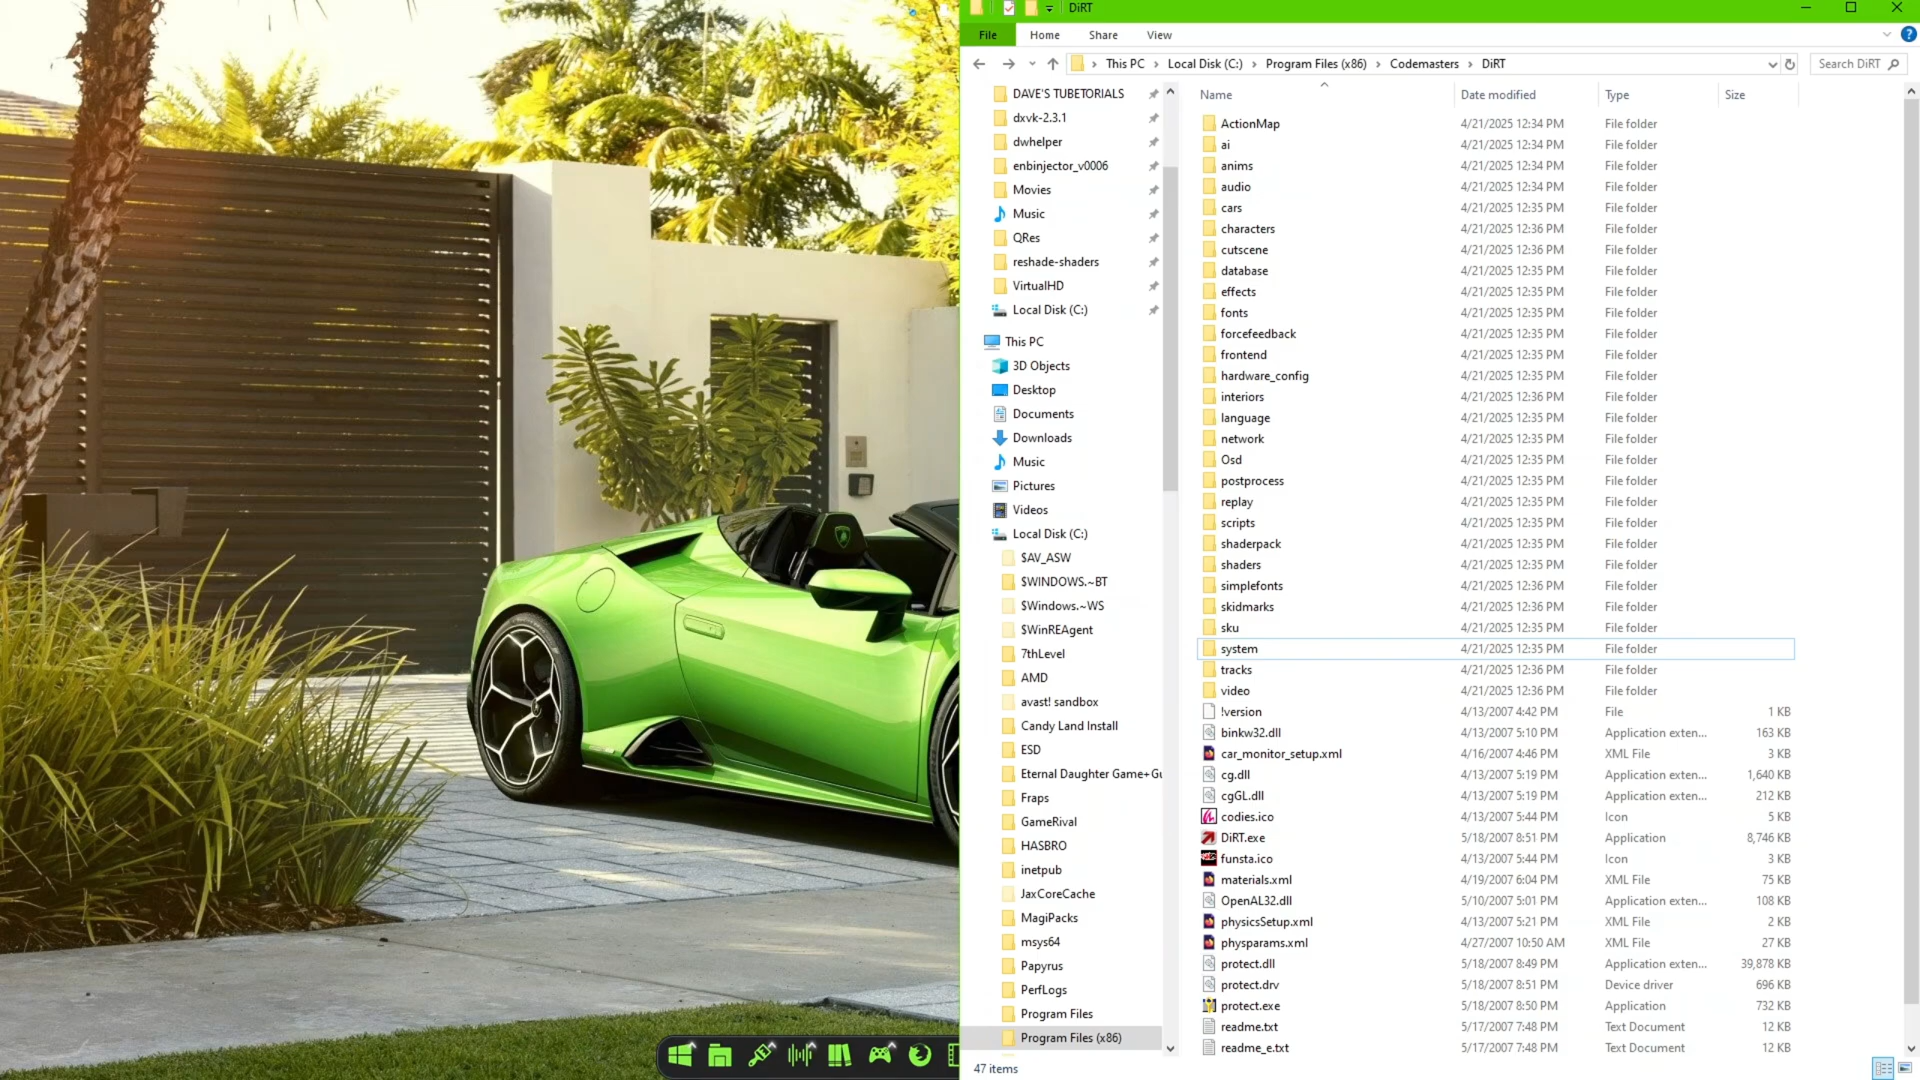 DiRT
File Home Share View
This PC Local Disk (C:) Program Files (x86) Codemasters DiRT Search DiRT
DAVE'S TUBETORIALS
dxvk-2.3.1
dwhelper
enbinjector_v0006
Movies
Music
QRes
reshade-shaders
VirtualHD
Local Disk (C:)
This PC
3D Objects
Desktop
Documents
Downloads
Music
Pictures
Videos
Local Disk (C:)
$AV_ASW
$WINDOWS.~BT
$Windows.~WS
$WinREAgent
7thLevel
AMD
avast! sandbox
Candy Land Install
ESD
Eternal Daughter Game+Gu
Fraps
GameRival
HASBRO
inetpub
JaxCoreCache
MagiPacks
msys64
Papyrus
PerfLogs
Program Files
Program Files (x86)
Name Date modified Type Size
ActionMap 4/21/2025 12:34 PM File folder
ai 4/21/2025 12:34 PM File folder
anims 4/21/2025 12:34 PM File folder
audio 4/21/2025 12:34 PM File folder
cars 4/21/2025 12:35 PM File folder
characters 4/21/2025 12:36 PM File folder
cutscene 4/21/2025 12:36 PM File folder
database 4/21/2025 12:35 PM File folder
effects 4/21/2025 12:35 PM File folder
fonts 4/21/2025 12:35 PM File folder
forcefeedback 4/21/2025 12:35 PM File folder
frontend 4/21/2025 12:35 PM File folder
hardware_config 4/21/2025 12:35 PM File folder
interiors 4/21/2025 12:36 PM File folder
language 4/21/2025 12:35 PM File folder
network 4/21/2025 12:35 PM File folder
Osd 4/21/2025 12:35 PM File folder
postprocess 4/21/2025 12:35 PM File folder
replay 4/21/2025 12:35 PM File folder
scripts 4/21/2025 12:35 PM File folder
shaderpack 4/21/2025 12:35 PM File folder
shaders 4/21/2025 12:35 PM File folder
simplefonts 4/21/2025 12:36 PM File folder
skidmarks 4/21/2025 12:36 PM File folder
sku 4/21/2025 12:35 PM File folder
system 4/21/2025 12:35 PM File folder
tracks 4/21/2025 12:36 PM File folder
video 4/21/2025 12:36 PM File folder
!version 4/13/2007 4:42 PM File 1 KB
binkw32.dll 4/13/2007 5:10 PM Application exten... 163 KB
car_monitor_setup.xml 4/16/2007 4:46 PM XML File 3 KB
cg.dll 4/13/2007 5:19 PM Application exten... 1,640 KB
cgGL.dll 4/13/2007 5:19 PM Application exten... 212 KB
codies.ico 4/13/2007 5:44 PM Icon 5 KB
DiRT.exe 5/18/2007 8:51 PM Application 8,746 KB
funsta.ico 4/13/2007 5:44 PM Icon 3 KB
materials.xml 4/19/2007 6:04 PM XML File 75 KB
OpenAL32.dll 5/10/2007 5:01 PM Application exten... 108 KB
physicsSetup.xml 4/13/2007 5:21 PM XML File 2 KB
physparams.xml 4/27/2007 10:50 AM XML File 27 KB
protect.dll 5/18/2007 8:49 PM Application exten... 39,878 KB
protect.drv 5/18/2007 8:51 PM Device driver 696 KB
protect.exe 5/18/2007 8:50 PM Application 732 KB
readme.txt 5/17/2007 7:48 PM Text Document 12 KB
readme_e.txt 5/17/2007 7:48 PM Text Document 12 KB
47 items